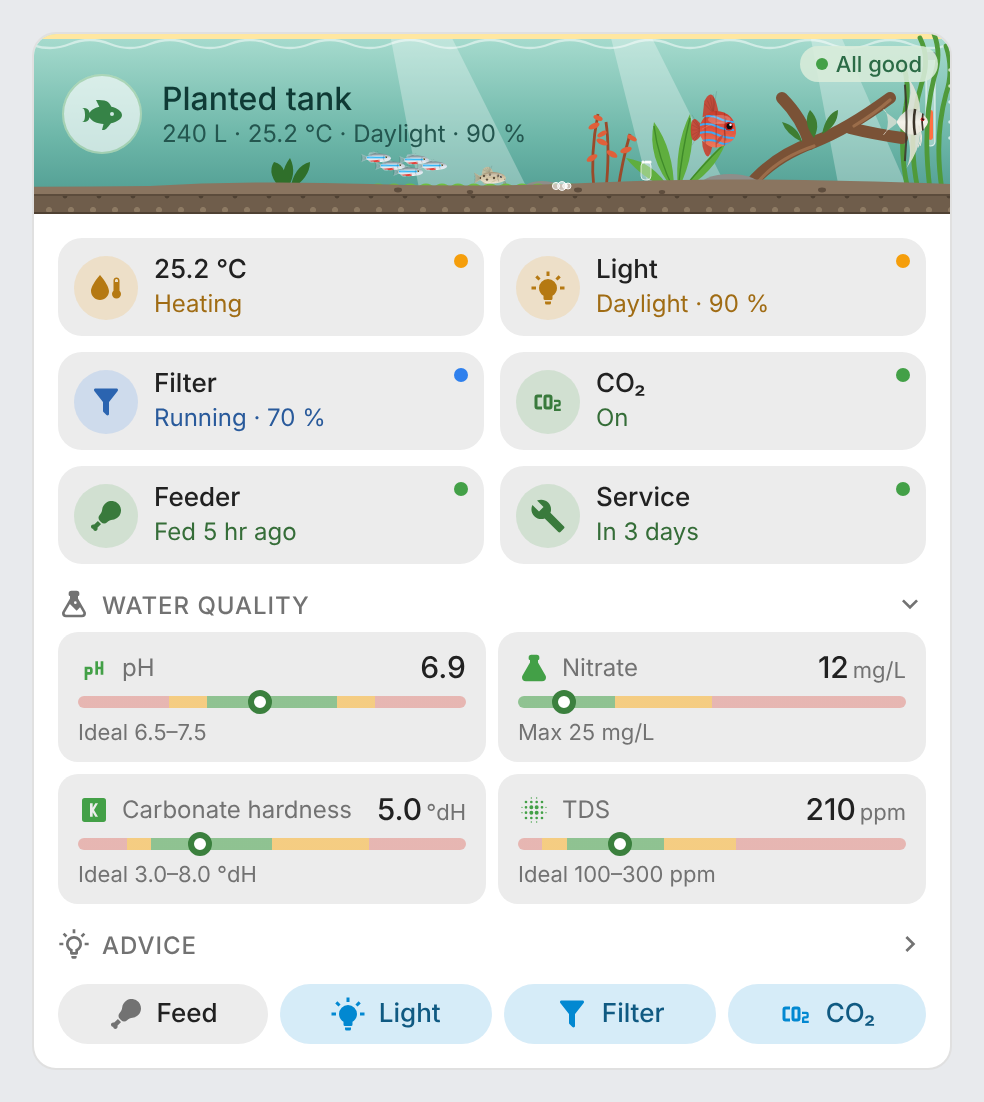 Planted tank
240 L · 25.2 °C · Daylight · 90 %
All good
25.2 °C
Heating
Light
Daylight · 90 %
Filter
Running · 70 %
CO₂
CO₂
On
Feeder
Fed 5 hr ago
Service
In 3 days
WATER QUALITY
pH
pH 6.9
Ideal 6.5–7.5
Nitrate 12 mg/L
Max 25 mg/L
K
Carbonate hardness 5.0 °dH
Ideal 3.0–8.0 °dH
TDS 210 ppm
Ideal 100–300 ppm
ADVICE
Feed
Light
Filter
CO₂ CO₂